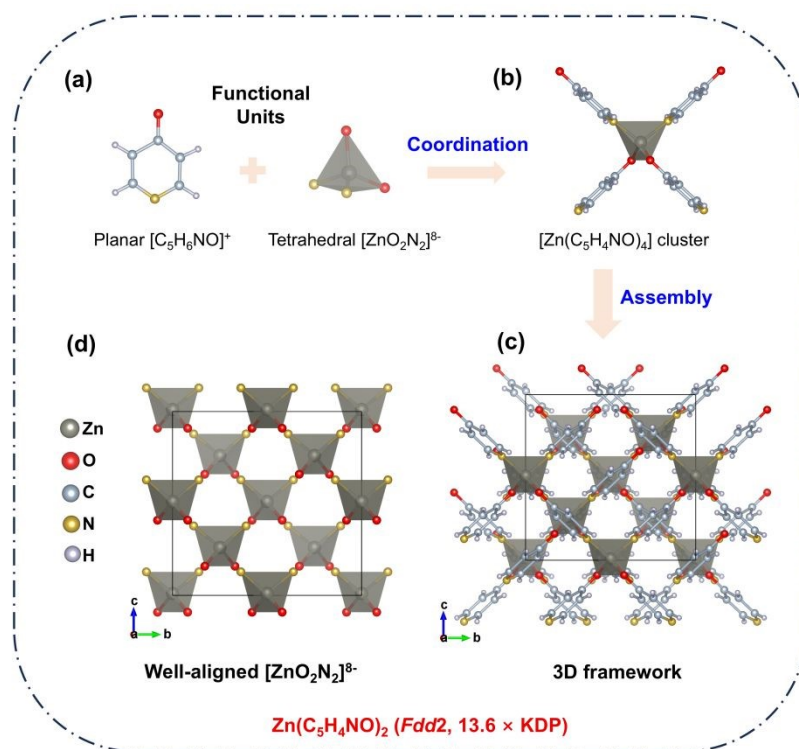 (a)
Functional
Units
(b)
Coordination
Planar [C₅H₆NO]⁺
Tetrahedral [ZnO₂N₂]⁸⁻
[Zn(C₅H₄NO)₄] cluster
Assembly
(d)
(c)
Zn
O
C
N
H
c
a
b
c
a
b
Well-aligned [ZnO₂N₂]⁸⁻
3D framework
Zn(C₅H₄NO)₂ (Fdd2, 13.6 × KDP)